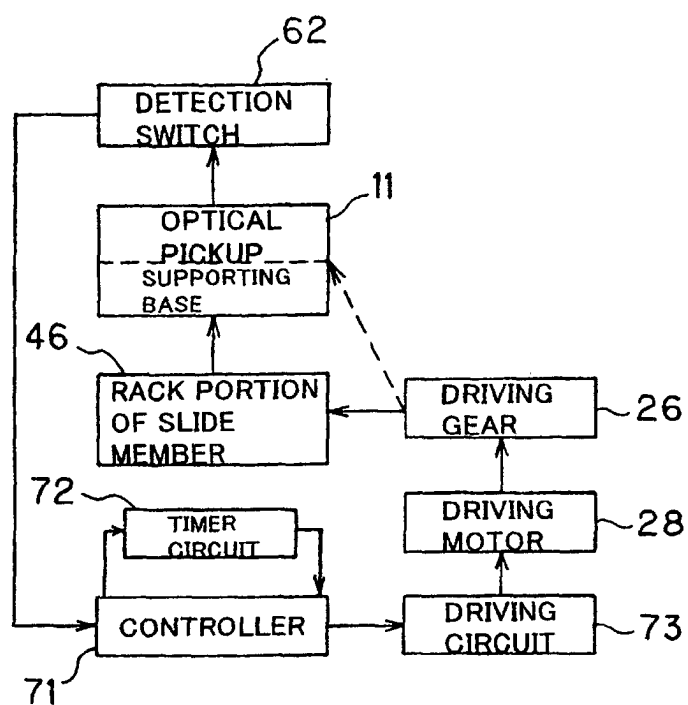 62
DETECTION
SWITCH
11
OPTICAL
PICKUP
SUPPORTING
BASE
46
RACK PORTION
OF SLIDE
MEMBER
DRIVING
GEAR
26
72
TIMER
CIRCUIT
DRIVING
MOTOR
28
CONTROLLER
71
DRIVING
CIRCUIT
73